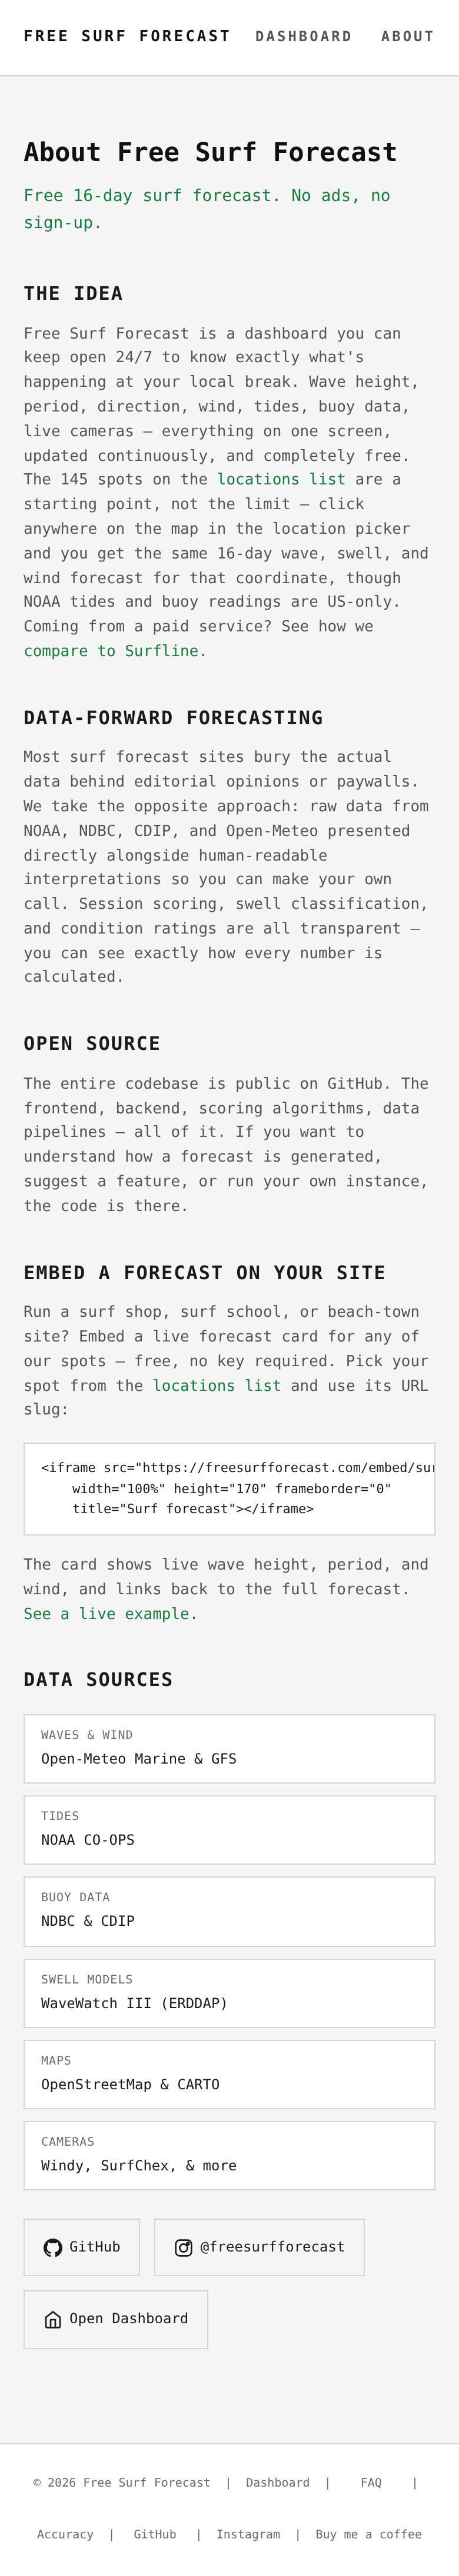 FREE SURF FORECAST DASHBOARD ABOUT
About Free Surf Forecast
Free 16-day surf forecast. No ads, no
sign-up.
THE IDEA
Free Surf Forecast is a dashboard you can
keep open 24/7 to know exactly what's
happening at your local break. Wave height,
period, direction, wind, tides, buoy data,
live cameras — everything on one screen,
updated continuously, and completely free.
The 145 spots on the locations list are a
starting point, not the limit — click
anywhere on the map in the location picker
and you get the same 16-day wave, swell, and
wind forecast for that coordinate, though
NOAA tides and buoy readings are US-only.
Coming from a paid service? See how we
compare to Surfline.
DATA-FORWARD FORECASTING
Most surf forecast sites bury the actual
data behind editorial opinions or paywalls.
We take the opposite approach: raw data from
NOAA, NDBC, CDIP, and Open-Meteo presented
directly alongside human-readable
interpretations so you can make your own
call. Session scoring, swell classification,
and condition ratings are all transparent —
you can see exactly how every number is
calculated.
OPEN SOURCE
The entire codebase is public on GitHub. The
frontend, backend, scoring algorithms, data
pipelines — all of it. If you want to
understand how a forecast is generated,
suggest a feature, or run your own instance,
the code is there.
EMBED A FORECAST ON YOUR SITE
Run a surf shop, surf school, or beach-town
site? Embed a live forecast card for any of
our spots — free, no key required. Pick your
spot from the locations list and use its URL
slug:
<iframe src="https://freesurfforecast.com/embed/sur
width="100%" height="170" frameborder="0"
title="Surf forecast"></iframe>
The card shows live wave height, period, and
wind, and links back to the full forecast.
See a live example.
DATA SOURCES
WAVES & WIND
Open-Meteo Marine & GFS
TIDES
NOAA CO-OPS
BUOY DATA
NDBC & CDIP
SWELL MODELS
WaveWatch III (ERDDAP)
MAPS
OpenStreetMap & CARTO
CAMERAS
Windy, SurfChex, & more
GitHub @freesurfforecast
Open Dashboard
© 2026 Free Surf Forecast | Dashboard | FAQ |
Accuracy | GitHub | Instagram | Buy me a coffee